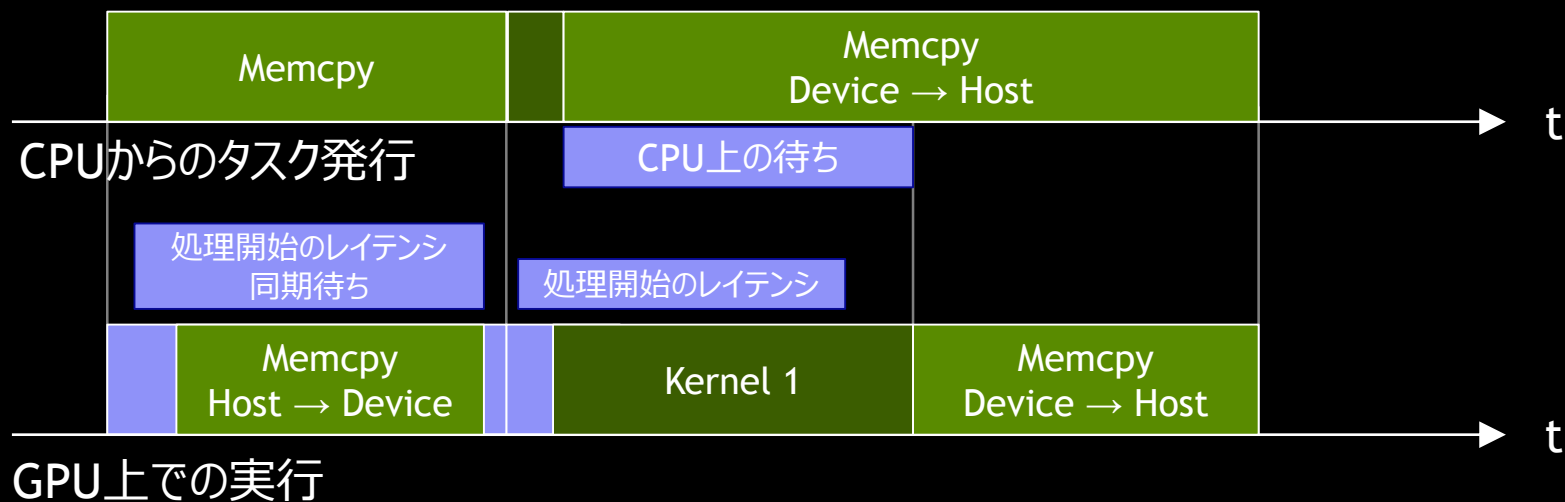 Memcpy
Memcpy
Device → Host
t
CPUからのタスク発行
CPU上の待ち
処理開始のレイテンシ
同期待ち
処理開始のレイテンシ
Memcpy
Host → Device
Kernel 1
Memcpy
Device → Host
t
GPU上での実行